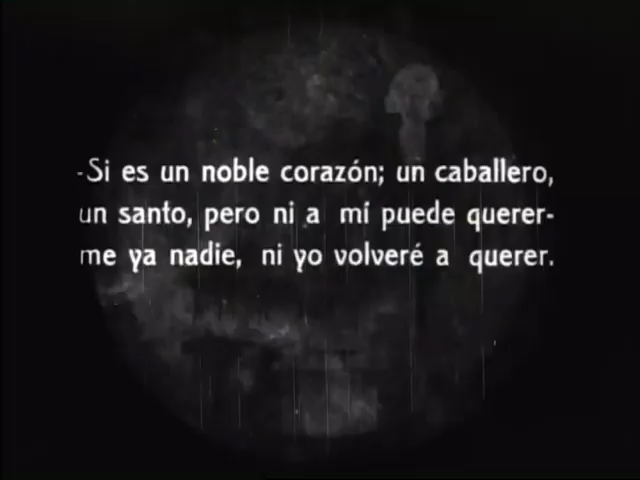 -Si es un noble corazón; un caballero,
un santo, pero ni a mí puede querer-
me ya nadie, ni yo volveré a querer.